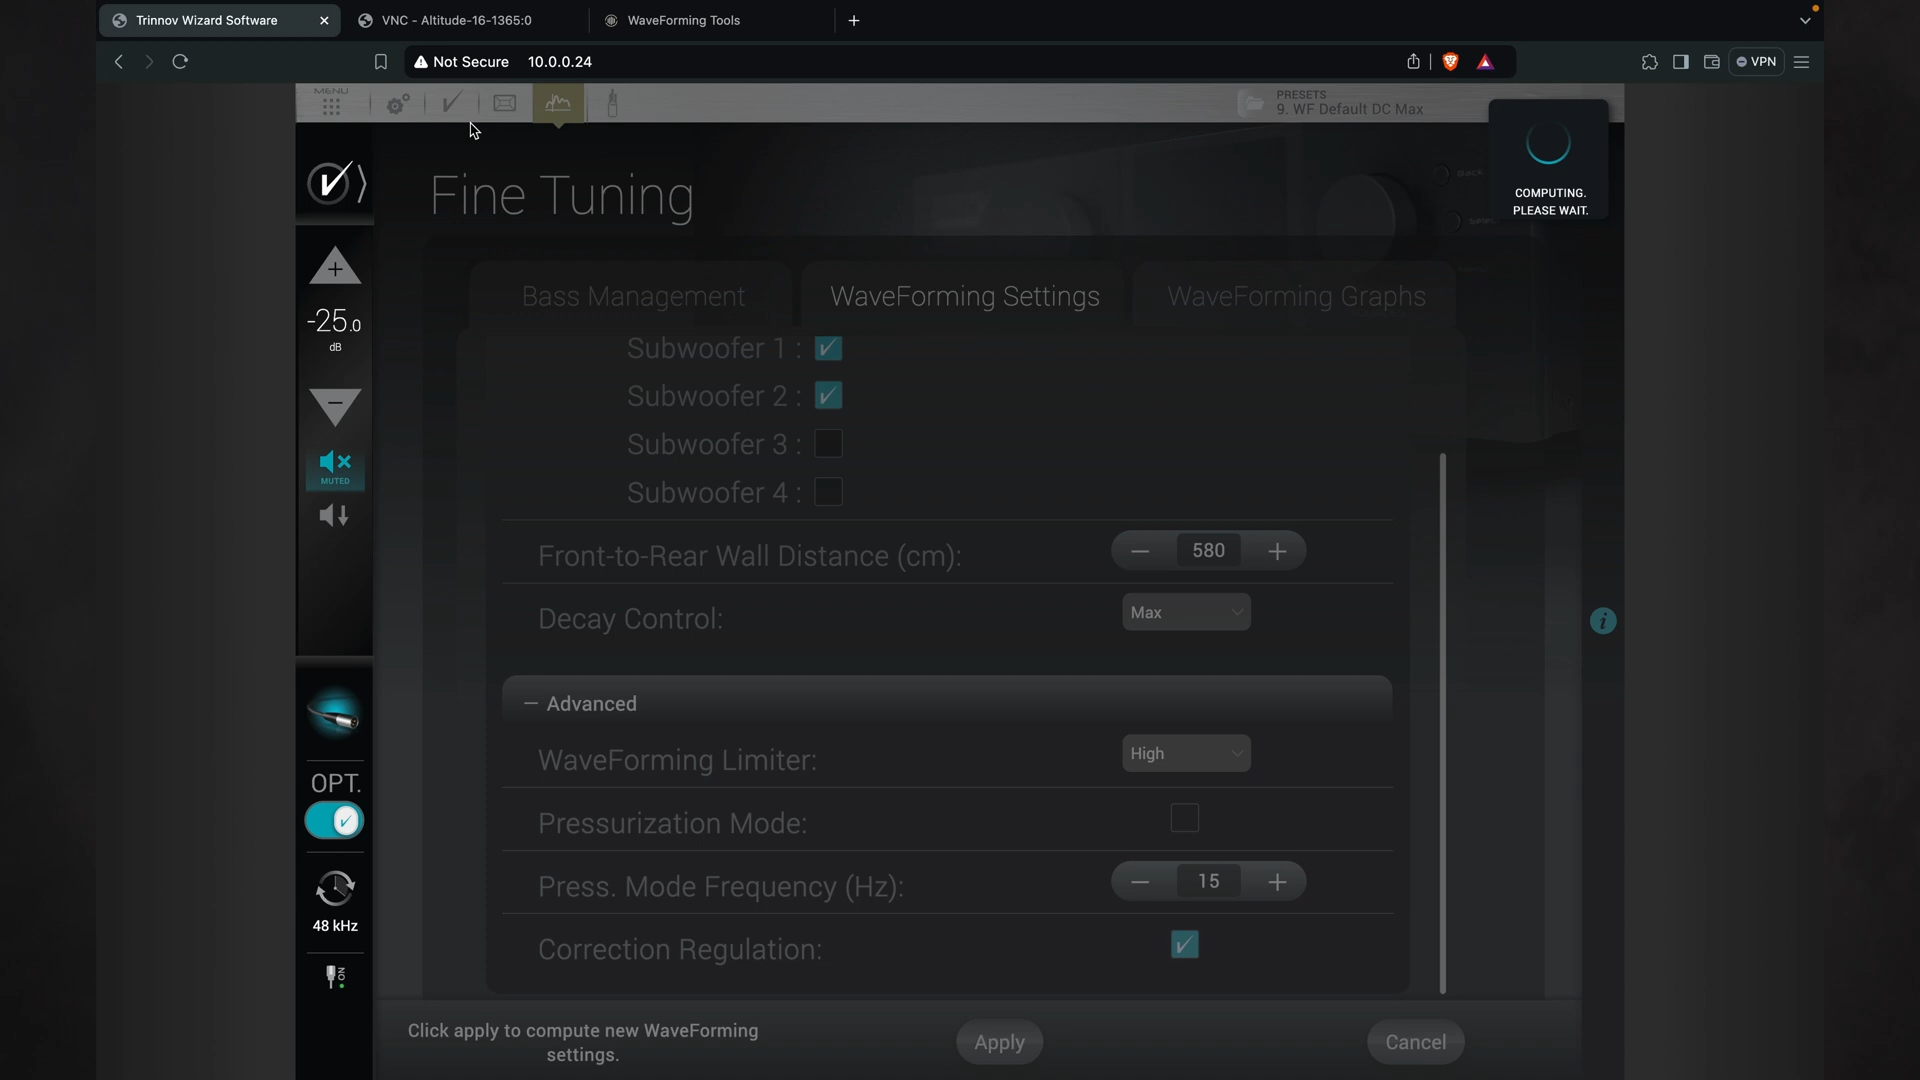 Trinnov Wizard Software
VNC - Altitude-16-1365:0
WaveForming Tools
Not Secure 10.0.0.24
VPN
MENU
PRESETS
9. WF Default DC Max
COMPUTING.
PLEASE WAIT.
Fine Tuning
-25.0
dB
MUTED
OPT.
48 kHz
ON
Bass Management
WaveForming Settings
WaveForming Graphs
Subwoofer 1 :
Subwoofer 2 :
Subwoofer 3 :
Subwoofer 4 :
Front-to-Rear Wall Distance (cm): 580
Decay Control: Max
Advanced
WaveForming Limiter: High
Pressurization Mode:
Press. Mode Frequency (Hz): 15
Correction Regulation:
Click apply to compute new WaveForming
settings.
Apply
Cancel